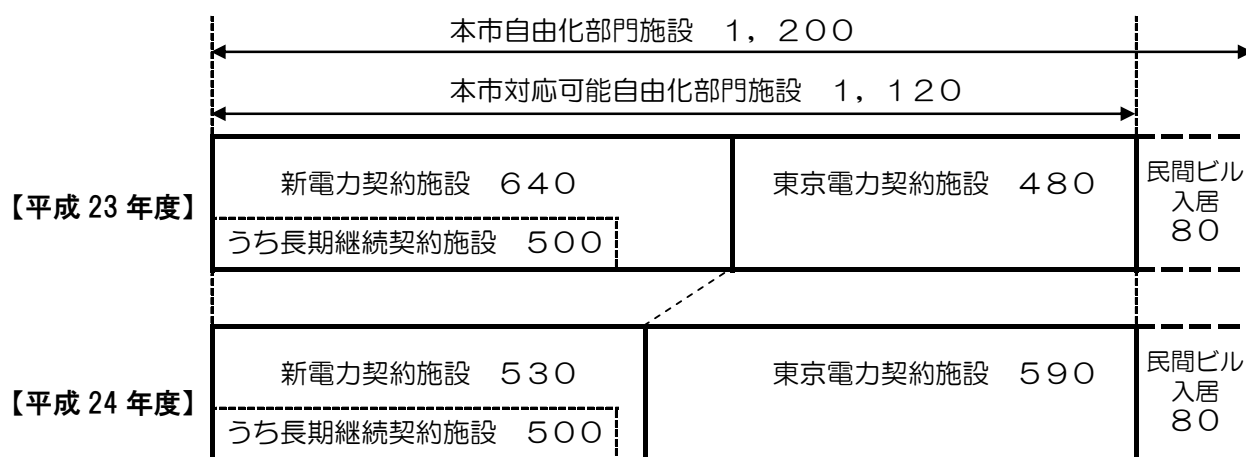 本市自由化部門施設 １，２００
本市対応可能自由化部門施設 １，１２０
【平成 23 年度】
新電力契約施設 ６４０
うち長期継続契約施設 ５００
東京電力契約施設 ４８０
民間ビル
入居
８０
【平成 24 年度】
新電力契約施設 ５３０
うち長期継続契約施設 ５００
東京電力契約施設 ５９０
民間ビル
入居
８０